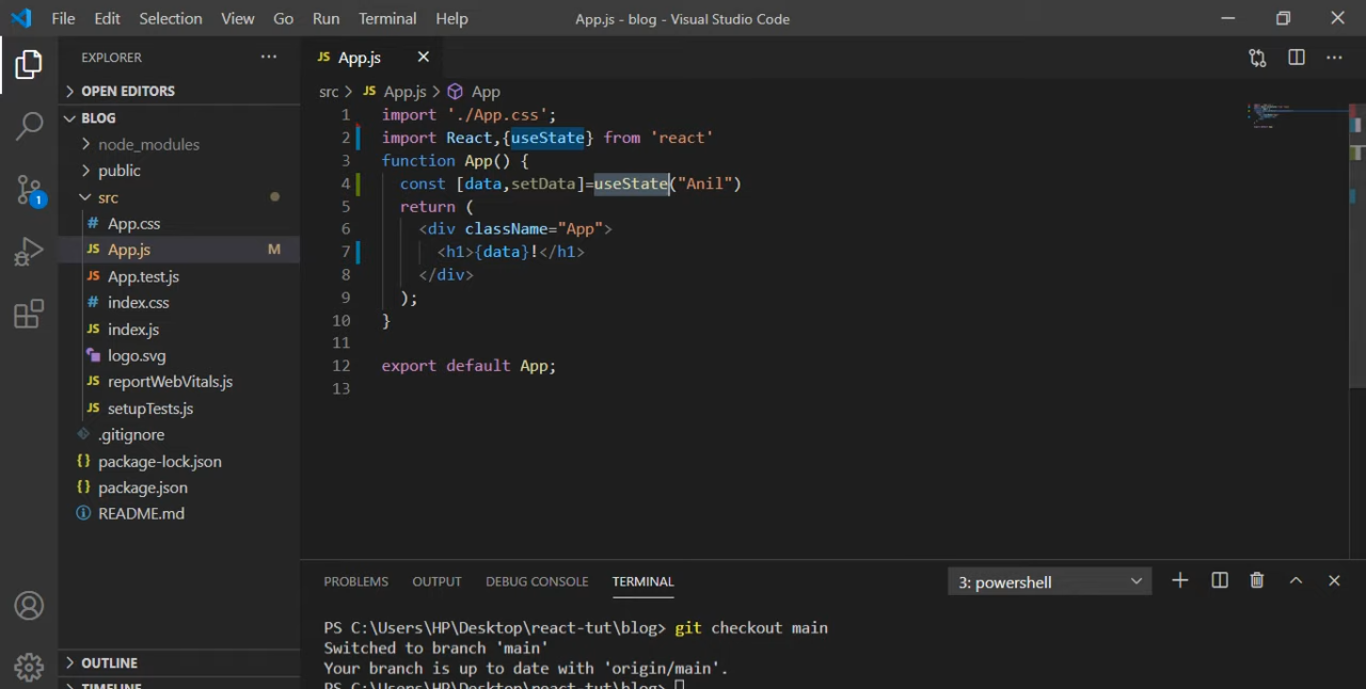 File Edit Selection View Go Run Terminal Help
App.js - blog - Visual Studio Code
EXPLORER
OPEN EDITORS
BLOG
node_modules
public
src
# App.css
JS App.js M
JS App.test.js
# index.css
JS index.js
logo.svg
JS reportWebVitals.js
JS setupTests.js
.gitignore
{} package-lock.json
{} package.json
README.md
OUTLINE
TIMELINE
1
JS App.js
src > JS App.js > App
1 import './App.css';
2 import React,{useState} from 'react'
3 function App() {
4 const [data,setData]=useState("Anil")
5 return (
6 <div className="App">
7 <h1>{data}!</h1>
8 </div>
9 );
10 }
11
12 export default App;
13
PROBLEMS OUTPUT DEBUG CONSOLE TERMINAL
3: powershell
PS C:\Users\HP\Desktop\react-tut\blog> git checkout main
Switched to branch 'main'
Your branch is up to date with 'origin/main'.
PS C:\Users\HP\Desktop\react-tut\blog>